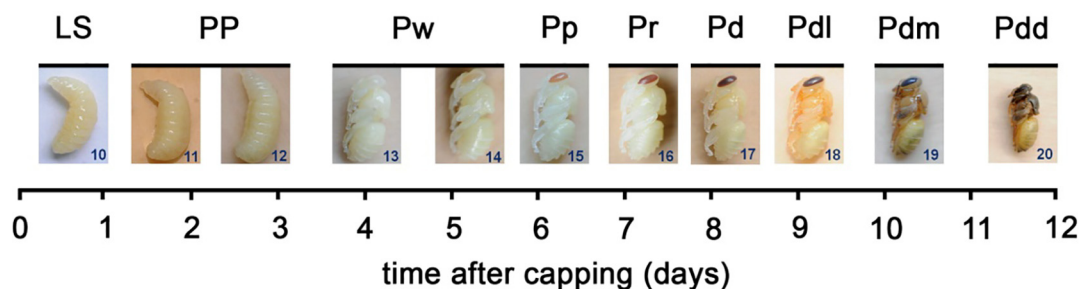 LS PP Pw Pp Pr Pd Pdl Pdm Pdd
10 11 12 13 14 15 16 17 18 19 20
0 1 2 3 4 5 6 7 8 9 10 11 12
time after capping (days)